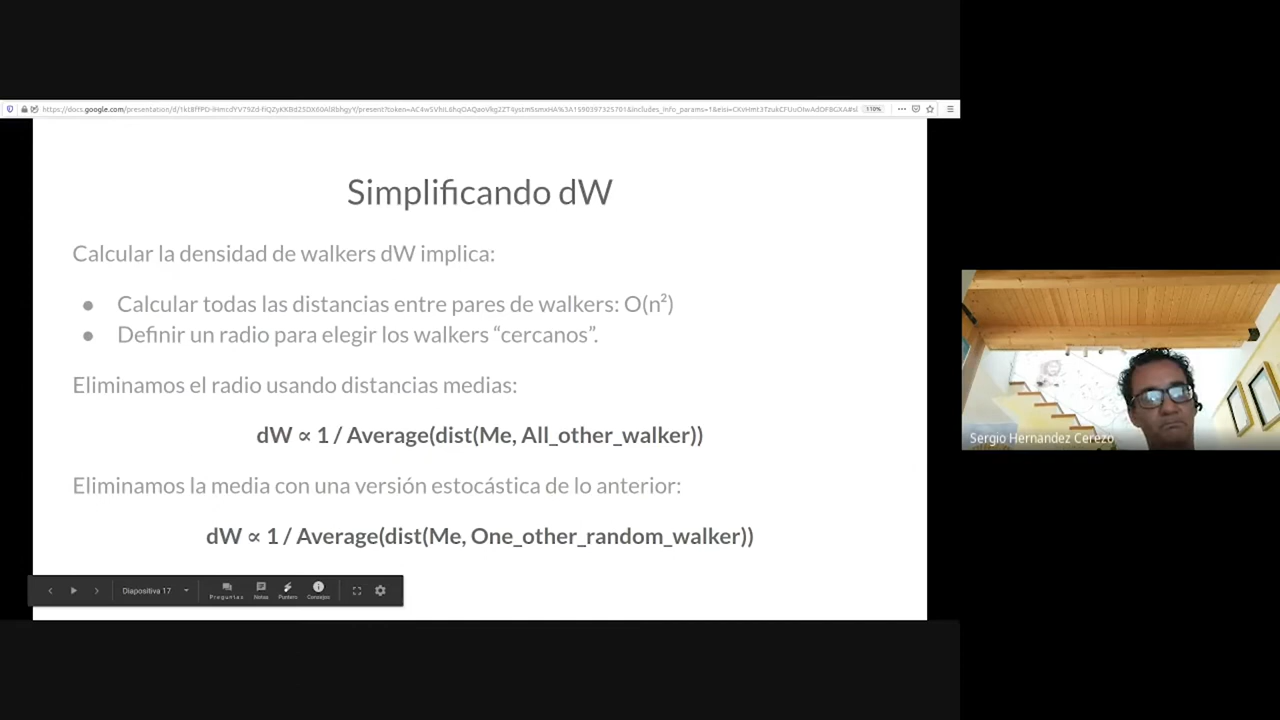 110%
Simplificando dW
Calcular la densidad de walkers dW implica:
● Calcular todas las distancias entre pares de walkers: O(n²)
● Definir un radio para elegir los walkers “cercanos”.
Eliminamos el radio usando distancias medias:
dW ∝ 1 / Average(dist(Me, All_other_walker))
Eliminamos la media con una versión estocástica de lo anterior:
dW ∝ 1 / Average(dist(Me, One_other_random_walker))
Diapositiva 17 Preguntas Notas Puntero Consejos
Sergio Hernandez Cerezo